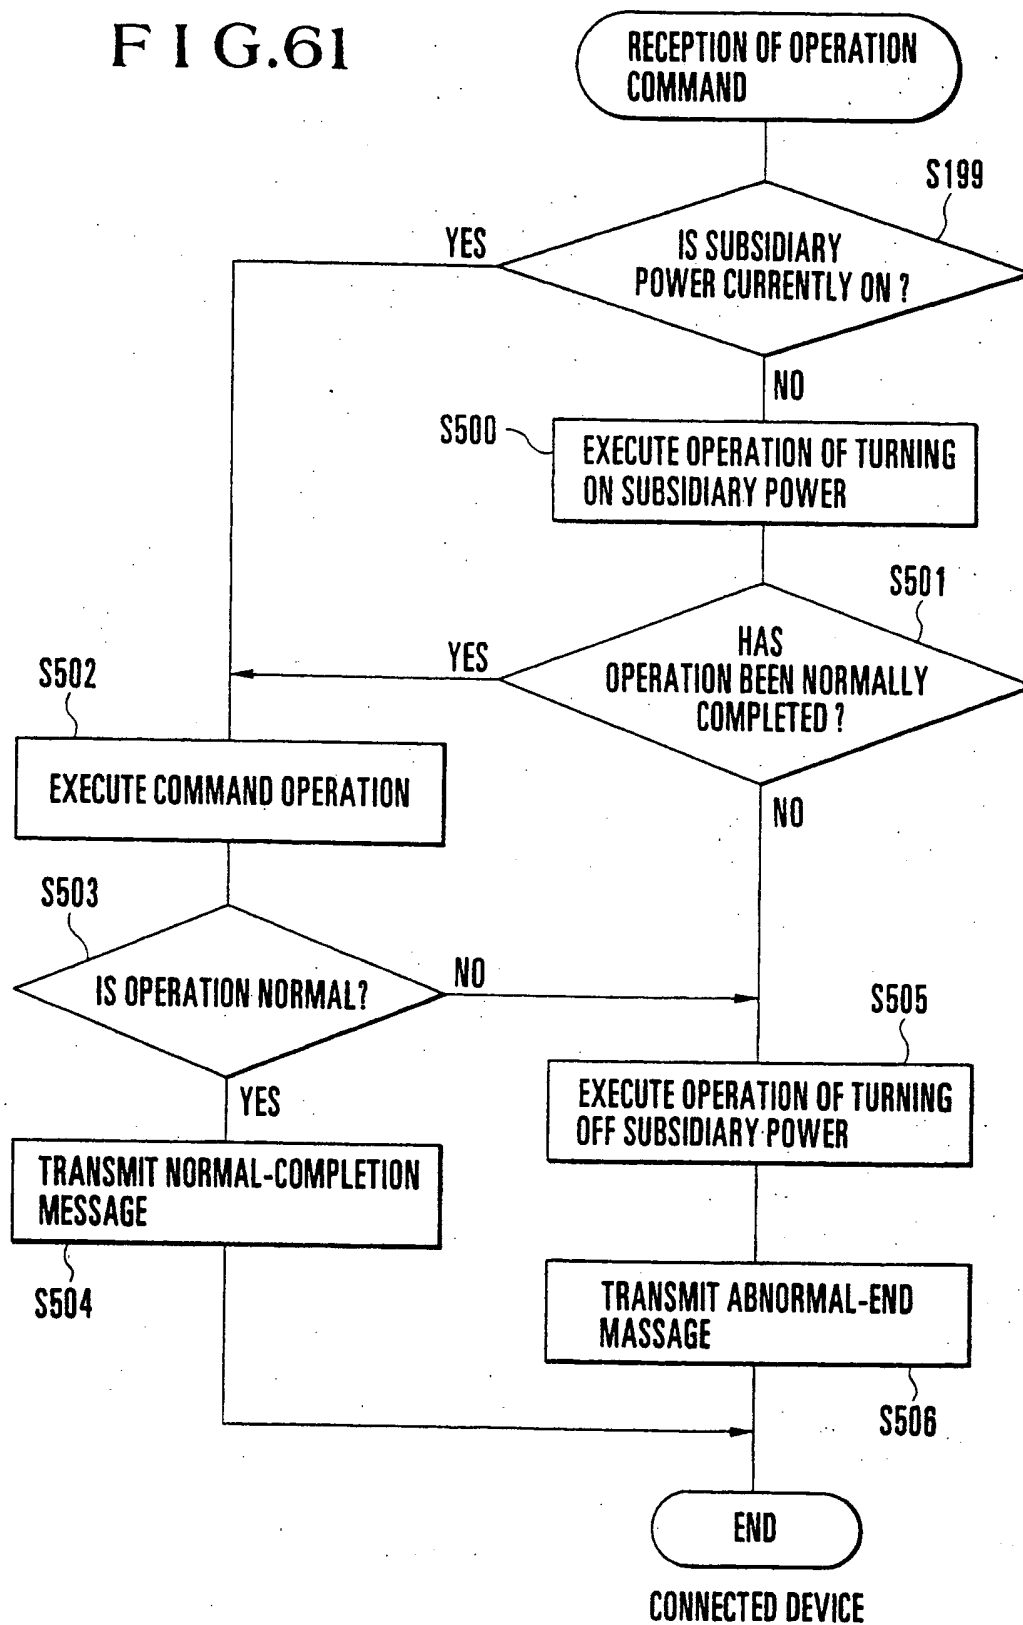 FIG.61
RECEPTION OF OPERATION
COMMAND
S199
YES
IS SUBSIDIARY
POWER CURRENTLY ON ?
NO
S500
EXECUTE OPERATION OF TURNING
ON SUBSIDIARY POWER
S501
YES
HAS
OPERATION BEEN NORMALLY
COMPLETED ?
S502
EXECUTE COMMAND OPERATION
NO
S503
IS OPERATION NORMAL?
NO
S505
YES
EXECUTE OPERATION OF TURNING
OFF SUBSIDIARY POWER
TRANSMIT NORMAL-COMPLETION
MESSAGE
S504
TRANSMIT ABNORMAL-END
MASSAGE
S506
END
CONNECTED DEVICE